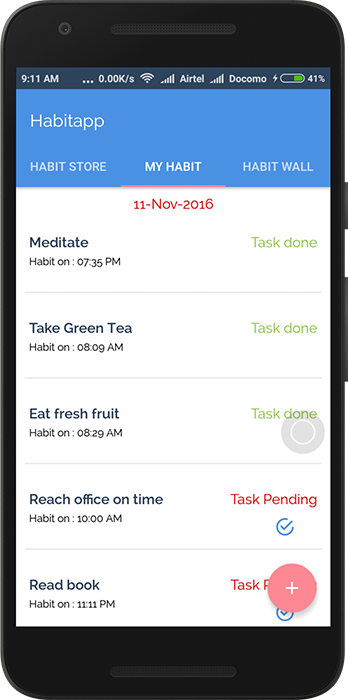 9:11 AM ... 0.00K/s Airtel Docomo 41%
Habitapp
HABIT STORE MY HABIT HABIT WALL
11-Nov-2016
Meditate Task done
Habit on : 07:35 PM
Take Green Tea Task done
Habit on : 08:09 AM
Eat fresh fruit Task done
Habit on : 08:29 AM
Reach office on time Task Pending
Habit on : 10:00 AM
Read book Task
Habit on : 11:11 PM